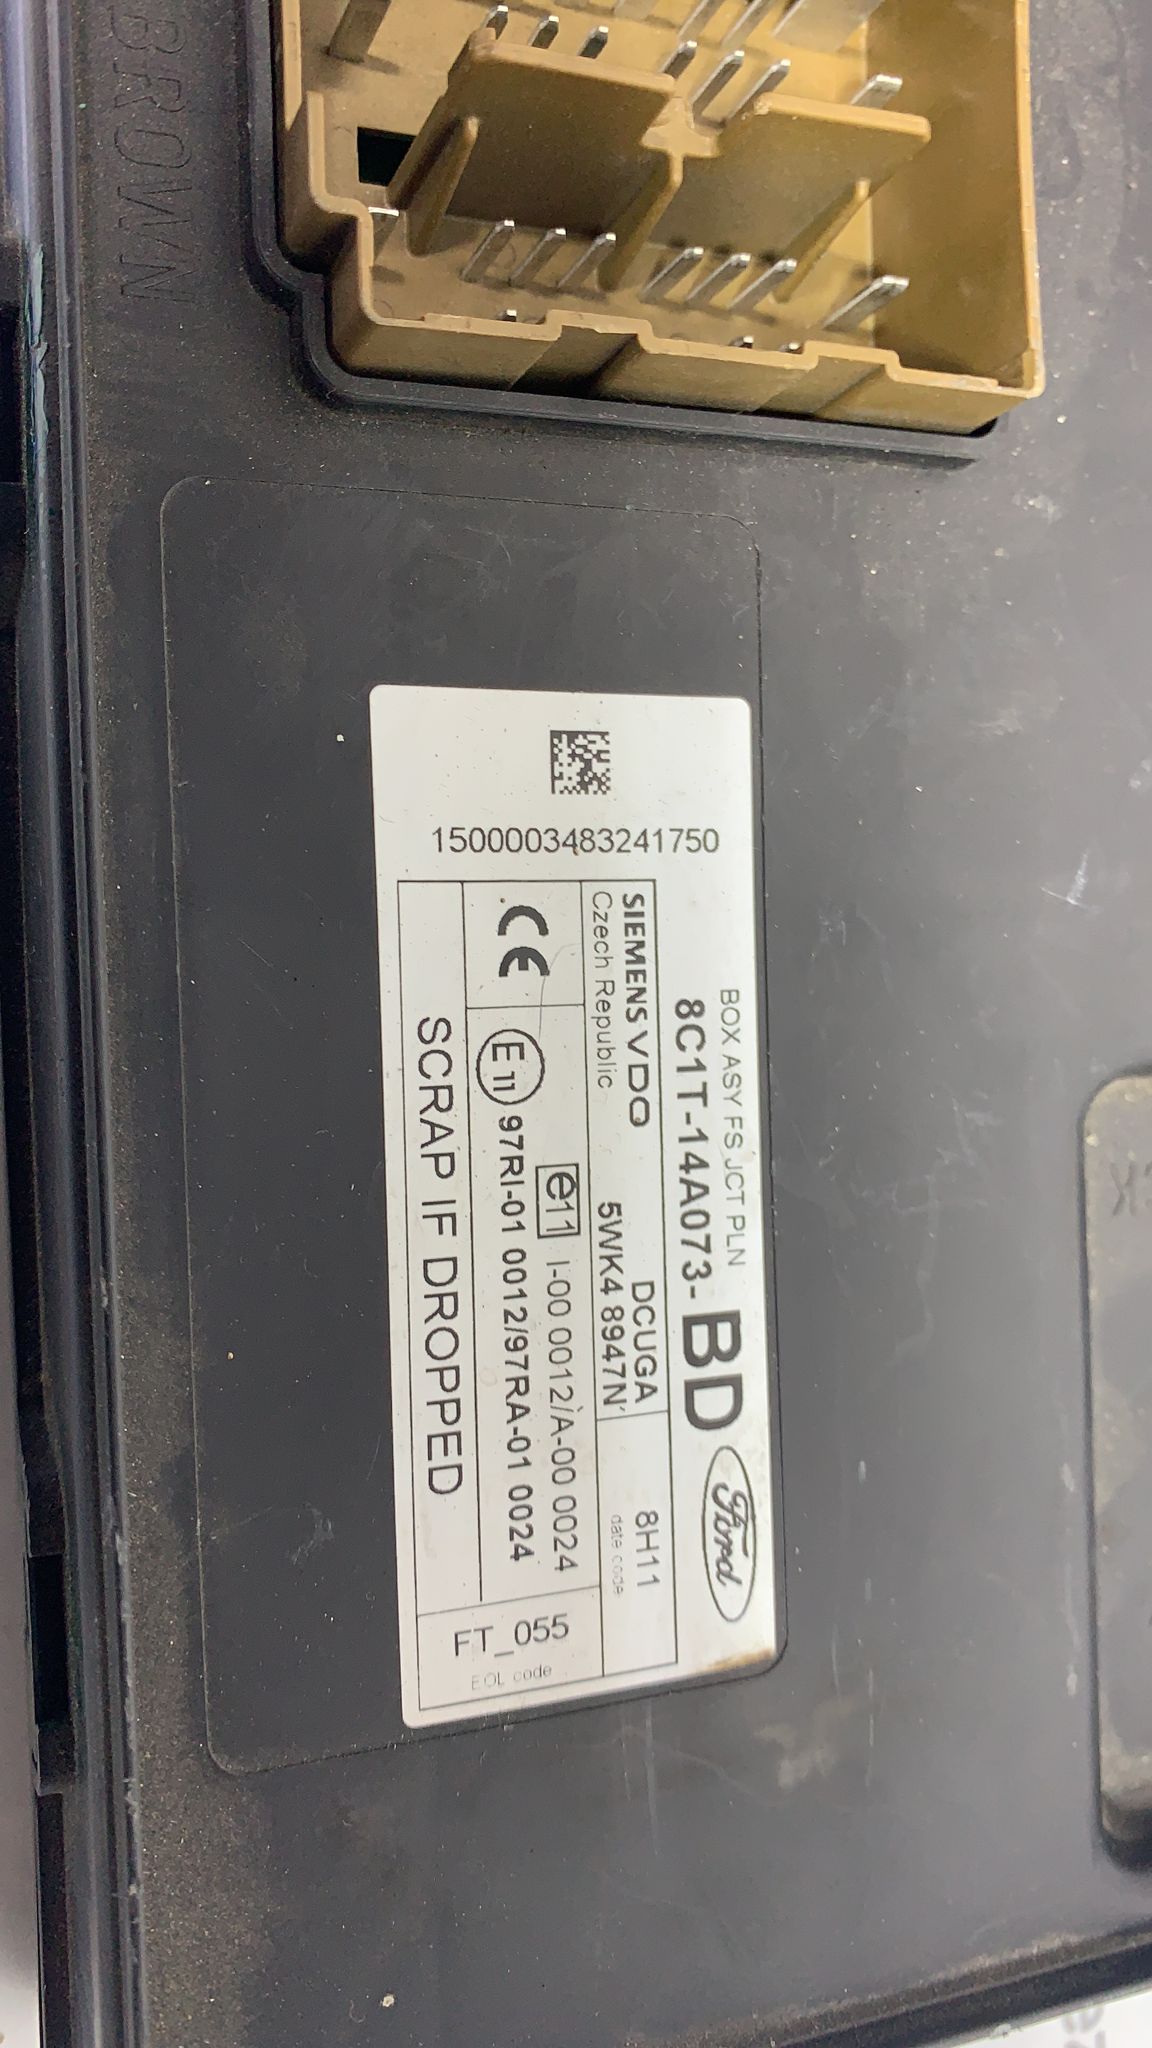 BROWN
1500003483241750
BOX ASY FS JCT PLN
8C1T-14A073-BD
Ford
SIEMENS VDO
Czech Republic
DCUGA
5WK4 8947N
8H11
date code
CE
e11 I-00 0012/A-00 0024
E11 97RI-01 0012/97RA-01 0024
SCRAP IF DROPPED
FT_055
EOL code